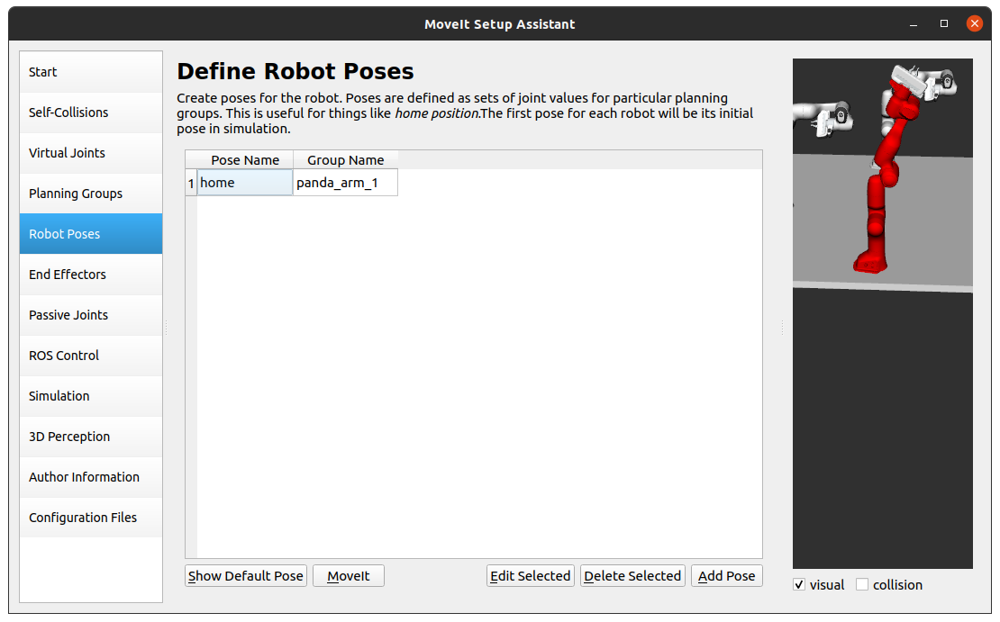 MoveIt Setup Assistant
Start
Self-Collisions
Virtual Joints
Planning Groups
Robot Poses
End Effectors
Passive Joints
ROS Control
Simulation
3D Perception
Author Information
Configuration Files
Define Robot Poses
Create poses for the robot. Poses are defined as sets of joint values for particular planning
groups. This is useful for things like home position.The first pose for each robot will be its initial
pose in simulation.
Pose Name Group Name
1 home panda_arm_1
Show Default Pose MoveIt Edit Selected Delete Selected Add Pose
visual collision